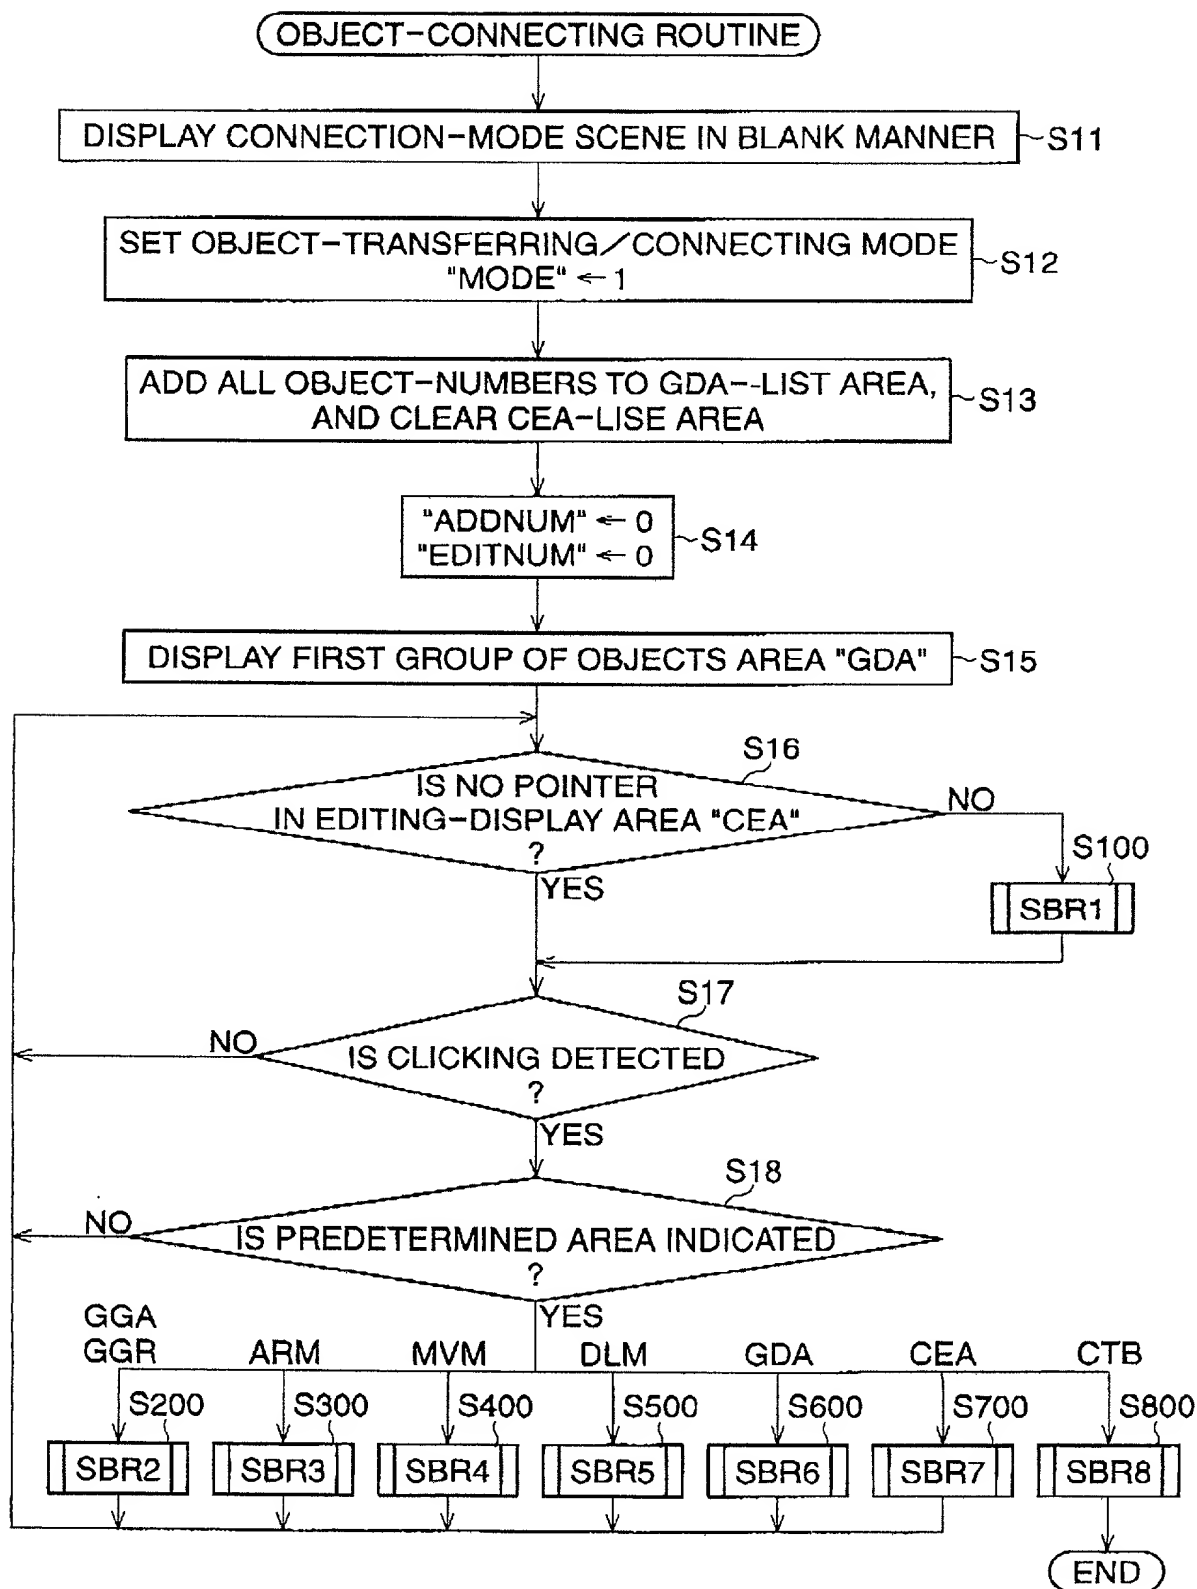 OBJECT-CONNECTING ROUTINE
DISPLAY CONNECTION-MODE SCENE IN BLANK MANNER
S11
SET OBJECT-TRANSFERRING/CONNECTING MODE
"MODE" ← 1
S12
ADD ALL OBJECT-NUMBERS TO GDA--LIST AREA,
AND CLEAR CEA-LISE AREA
S13
"ADDNUM" ← 0
"EDITNUM" ← 0
S14
DISPLAY FIRST GROUP OF OBJECTS AREA "GDA"
S15
S16
IS NO POINTER
IN EDITING-DISPLAY AREA "CEA"
?
NO
YES
S100
SBR1
S17
NO
IS CLICKING DETECTED
?
YES
S18
NO
IS PREDETERMINED AREA INDICATED
?
YES
GGA
GGR ARM MVM DLM GDA CEA CTB
S200 S300 S400 S500 S600 S700 S800
SBR2 SBR3 SBR4 SBR5 SBR6 SBR7 SBR8
END